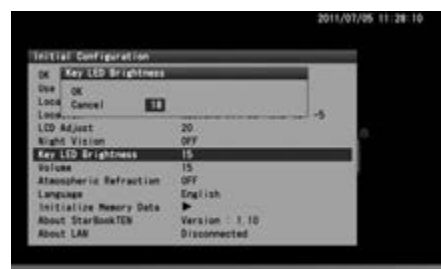 2011/07/05 11:28:10
Initial Configuration
OK Key LED Brightness
Use OK
Loca Cancel 18
Loca -5
LCD Adjust 20
Night Vision OFF
Key LED Brightness 15
Volume 15
Atmospheric Refraction OFF
Language English
Initialize Memory Data ▶
About StarBookTEN Version : 1.10
About LAN Disconnected